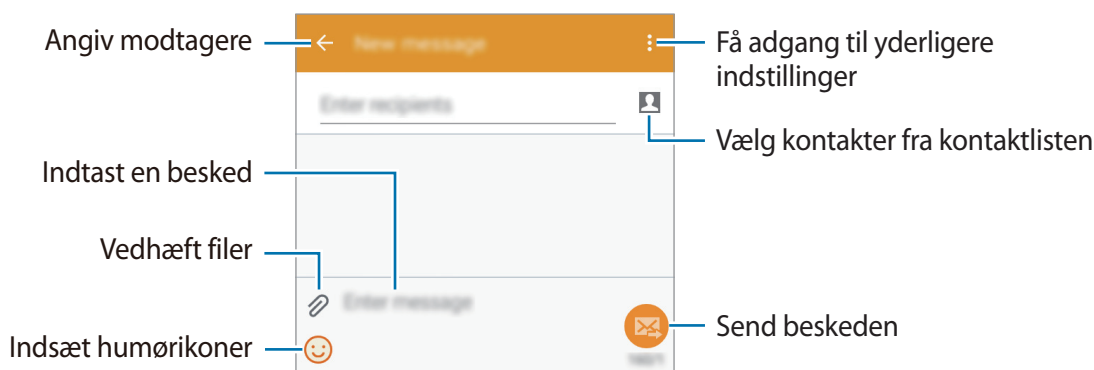 Angiv modtagere
New message
Få adgang til yderligere
indstillinger
Enter recipients
Vælg kontakter fra kontaktlisten
Indtast en besked
Vedhæft filer
Enter message
Send beskeden
Indsæt humørikoner